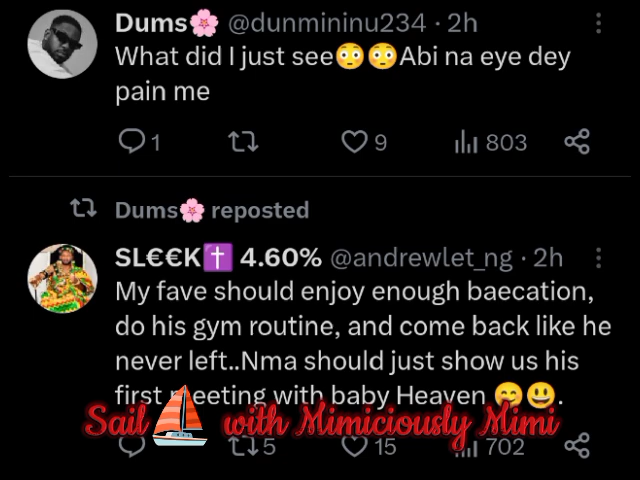 Dums🌸 @dunmininu234 · 2h
What did I just see😳😳Abi na eye dey
pain me
1 9 803
Dums🌸 reposted
SL€€K✝️ 4.60% @andrewlet_ng · 2h
My fave should enjoy enough baecation,
do his gym routine, and come back like he
never left..Nma should just show us his
first meeting with baby Heaven 🤭😃.
Sail⛵ with Mimiciously Mimi
5 15 702